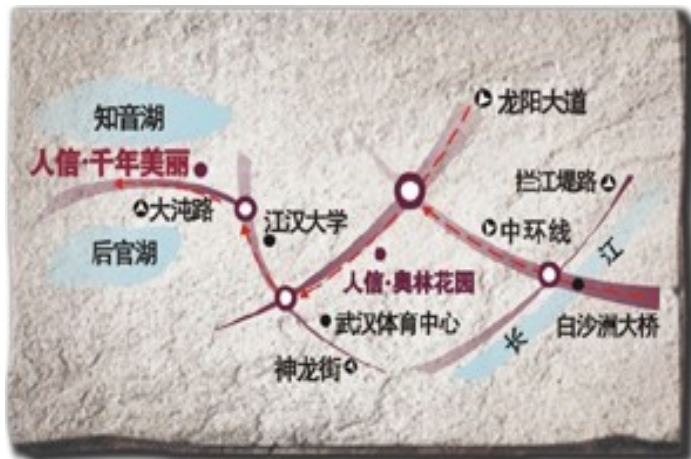 龙阳大道
知音湖
人信·千年美丽
拦江堤路
大沌路
江汉大学
中环线
后官湖
人信·奥林花园
江
长
武汉体育中心
白沙洲大桥
神龙街